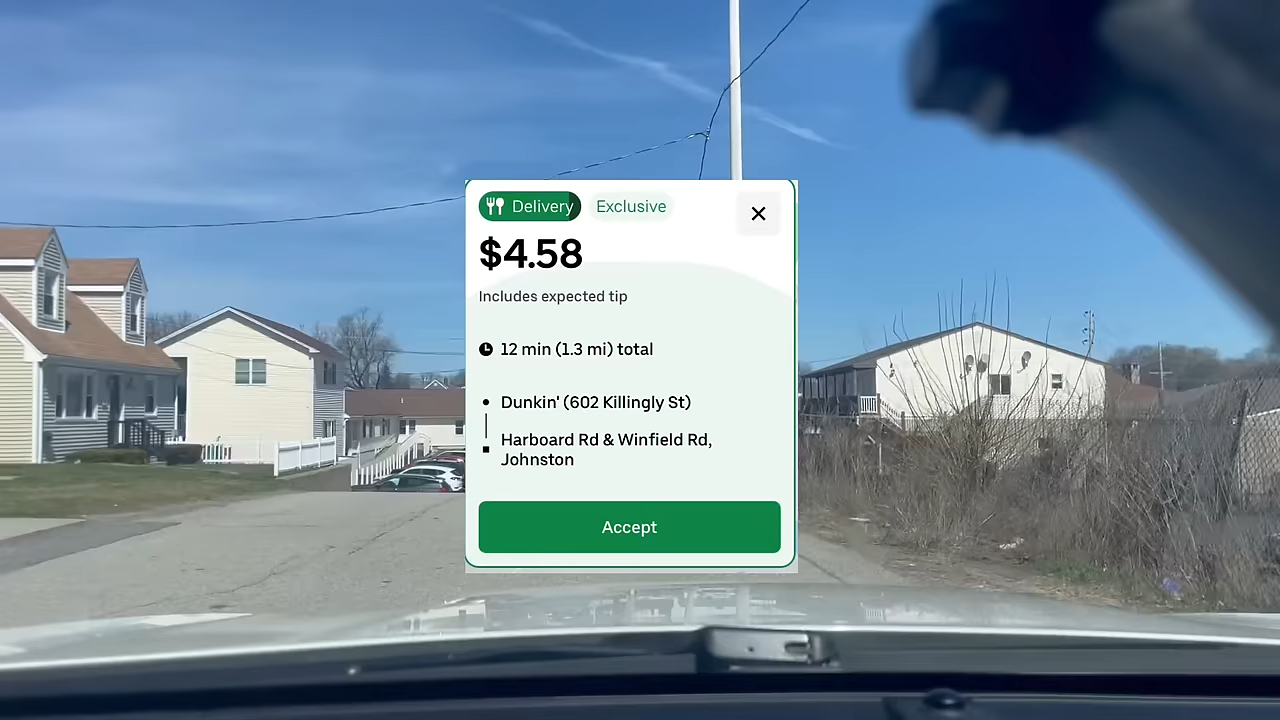 Delivery Exclusive
$4.58
Includes expected tip
12 min (1.3 mi) total
Dunkin' (602 Killingly St)
Harboard Rd & Winfield Rd,
Johnston
Accept